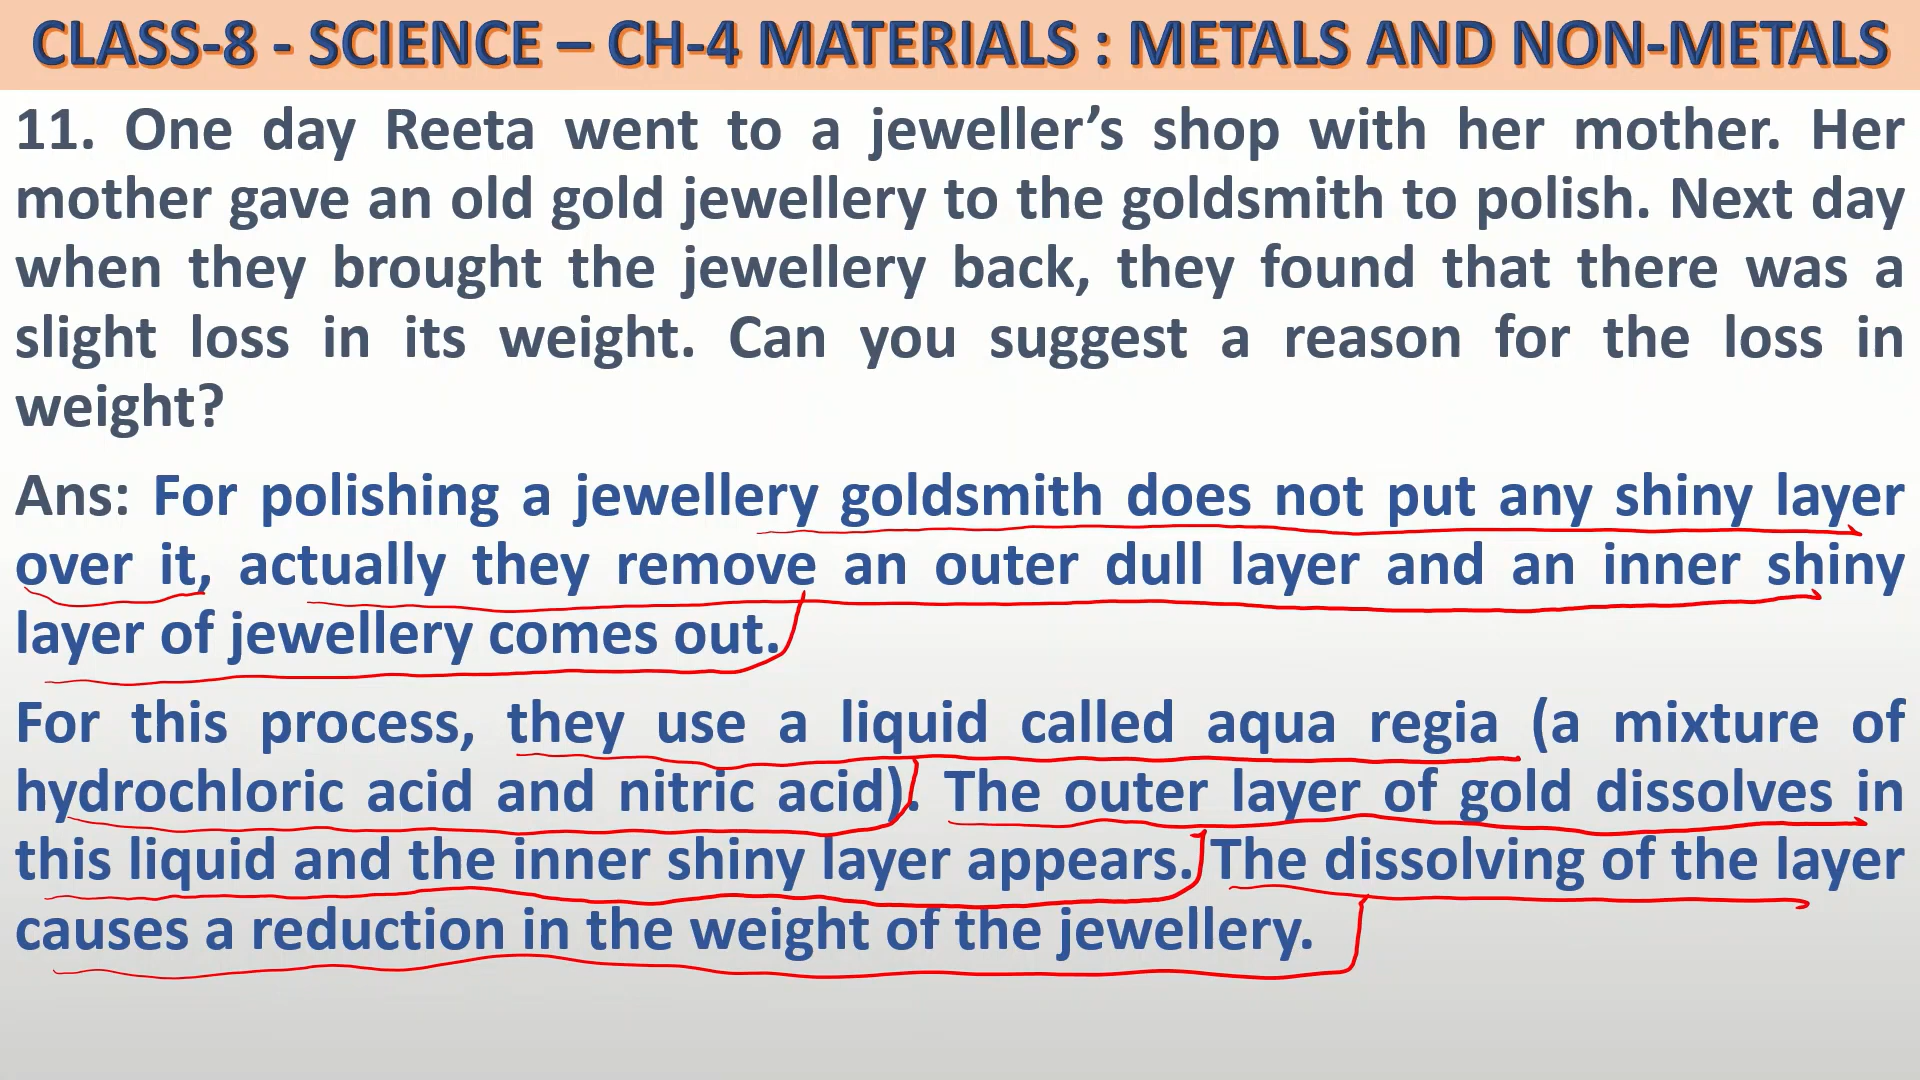 CLASS-8 - SCIENCE – CH-4 MATERIALS : METALS AND NON-METALS
11. One day Reeta went to a jeweller’s shop with her mother. Her
mother gave an old gold jewellery to the goldsmith to polish. Next day
when they brought the jewellery back, they found that there was a
slight loss in its weight. Can you suggest a reason for the loss in
weight?
Ans: For polishing a jewellery goldsmith does not put any shiny layer
over it, actually they remove an outer dull layer and an inner shiny
layer of jewellery comes out.
For this process, they use a liquid called aqua regia (a mixture of
hydrochloric acid and nitric acid). The outer layer of gold dissolves in
this liquid and the inner shiny layer appears. The dissolving of the layer
causes a reduction in the weight of the jewellery.